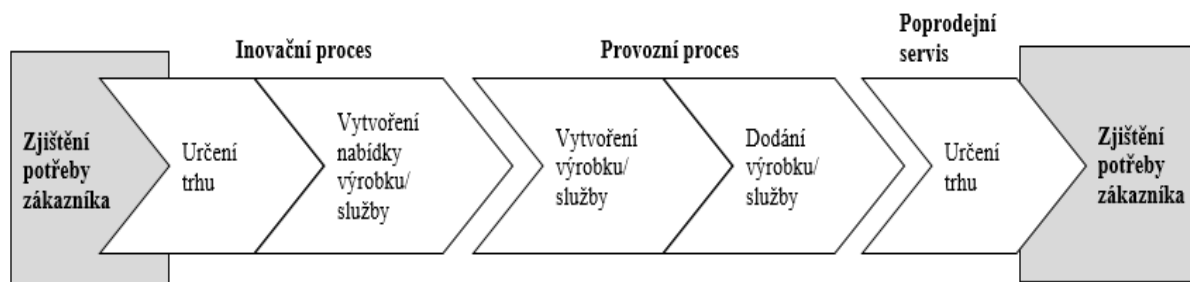 Inovační proces
Provozní proces
Poprodejní
servis
Zjištění
potřeby
zákazníka
Určení
trhu
Vytvoření
nabídky
výrobku/
služby
Vytvoření
výrobku/
služby
Dodání
výrobku/
služby
Určení
trhu
Zjištění
potřeby
zákazníka